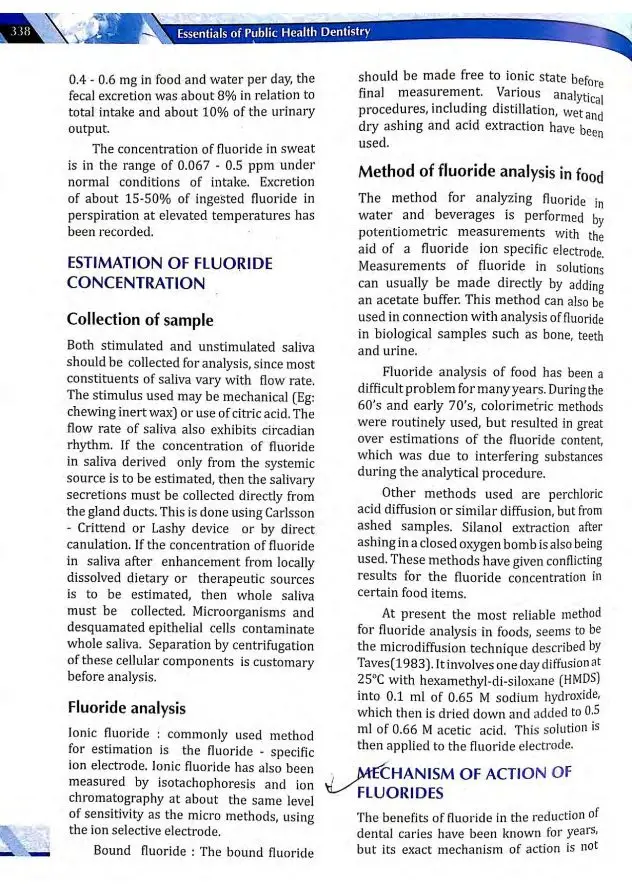 338
Essentials of Public Health Dentistry
0.4 - 0.6 mg in food and water per day, the
fecal excretion was about 8% in relation to
total intake and about 10% of the urinary
output.
The concentration of fluoride in sweat
is in the range of 0.067 - 0.5 ppm under
normal conditions of intake. Excretion
of about 15-50% of ingested fluoride in
perspiration at elevated temperatures has
been recorded.
ESTIMATION OF FLUORIDE
CONCENTRATION
Collection of sample
Both stimulated and unstimulated saliva
should be collected for analysis, since most
constituents of saliva vary with flow rate.
The stimulus used may be mechanical (Eg:
chewing inert wax) or use of citric acid. The
flow rate of saliva also exhibits circadian
rhythm. If the concentration of fluoride
in saliva derived only from the systemic
source is to be estimated, then the salivary
secretions must be collected directly from
the gland ducts. This is done using Carlsson
- Crittend or Lashy device or by direct
canulation. If the concentration of fluoride
in saliva after enhancement from locally
dissolved dietary or therapeutic sources
is to be estimated, then whole saliva
must be collected. Microorganisms and
desquamated epithelial cells contaminate
whole saliva. Separation by centrifugation
of these cellular components is customary
before analysis.
Fluoride analysis
Ionic fluoride : commonly used method
for estimation is the fluoride - specific
ion electrode. Ionic fluoride has also been
measured by isotachophoresis and ion
chromatography at about the same level
of sensitivity as the micro methods, using
the ion selective electrode.
Bound fluoride : The bound fluoride
should be made free to ionic state before
final measurement. Various analytical
procedures, including distillation, wet and
dry ashing and acid extraction have been
used.
Method of fluoride analysis in food
The method for analyzing fluoride in
water and beverages is performed by
potentiometric measurements with the
aid of a fluoride ion specific electrode.
Measurements of fluoride in solutions
can usually be made directly by adding
an acetate buffer. This method can also be
used in connection with analysis of fluoride
in biological samples such as bone, teeth
and urine.
Fluoride analysis of food has been a
difficult problem for many years. During the
60's and early 70's, colorimetric methods
were routinely used, but resulted in great
over estimations of the fluoride content,
which was due to interfering substances
during the analytical procedure.
Other methods used are perchloric
acid diffusion or similar diffusion, but from
ashed samples. Silanol extraction after
ashing in a closed oxygen bomb is also being
used. These methods have given conflicting
results for the fluoride concentration in
certain food items.
At present the most reliable method
for fluoride analysis in foods, seems to be
the microdiffusion technique described by
Taves(1983). It involves one day diffusion at
25°C with hexamethyl-di-siloxane (HMDS)
into 0.1 ml of 0.65 M sodium hydroxide,
which then is dried down and added to 0.5
ml of 0.66 M acetic acid. This solution is
then applied to the fluoride electrode.
MECHANISM OF ACTION OF
FLUORIDES
The benefits of fluoride in the reduction of
dental caries have been known for years,
but its exact mechanism of action is not